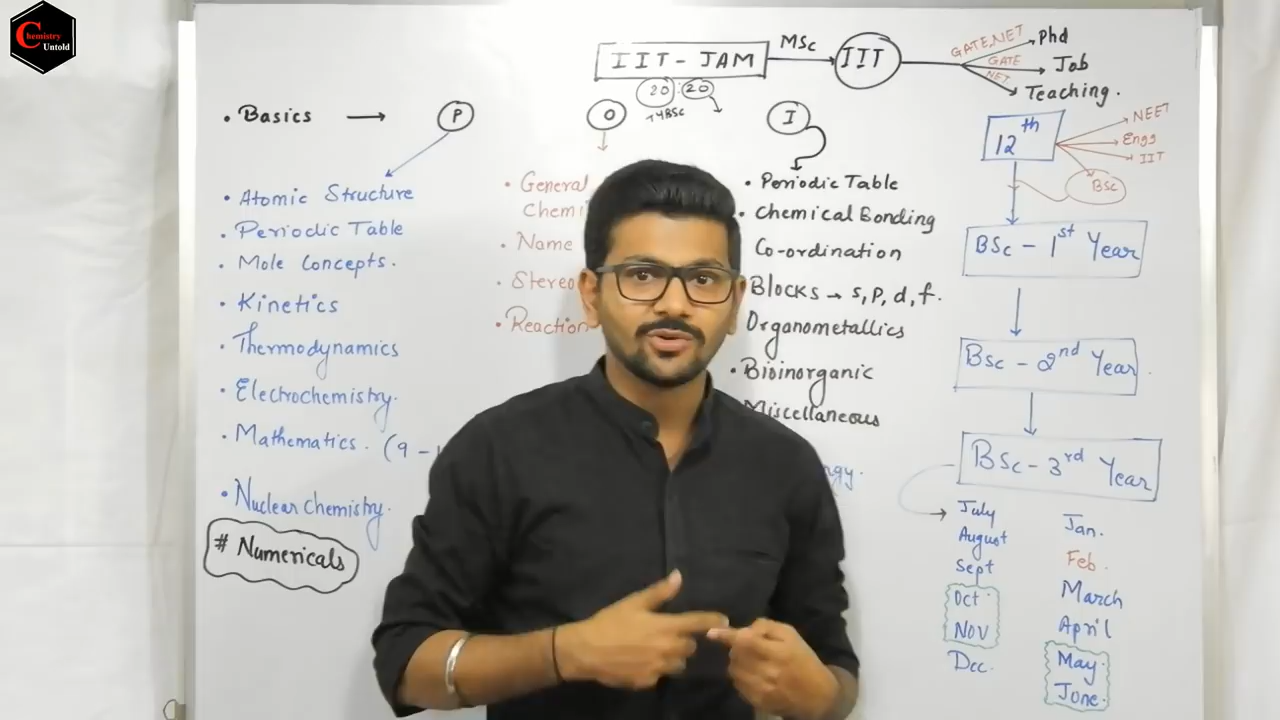 Chemistry
Untold
IIT - JAM
MSc
IIT
GATE, NET
Phd
GATE
Job
NET
Teaching.
20 : 20
TYBSc
• Basics
P
O
I
12th
NEET
Engg
IIT
BSc
• Atomic Structure
• Periodic Table
• Mole Concepts.
• Kinetics
• Thermodynamics
• Electrochemistry.
• Mathematics. (9 -
• Nuclear Chemistry.
# Numericals
• General
Chemi
• Name
• Stereo
• Reaction
• Periodic Table
• Chemical Bonding
Co-ordination
Blocks → s, p, d, f.
Organometallics
• Bioinorganic
Miscellaneous
BSc - 1st Year
Bsc - 2nd Year
BSc - 3rd Year
July
August
Sept
Oct
Nov
Dec.
Jan.
Feb.
March
April
May.
June.